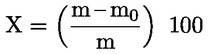 X = ( (m − m₀) / m ) 100